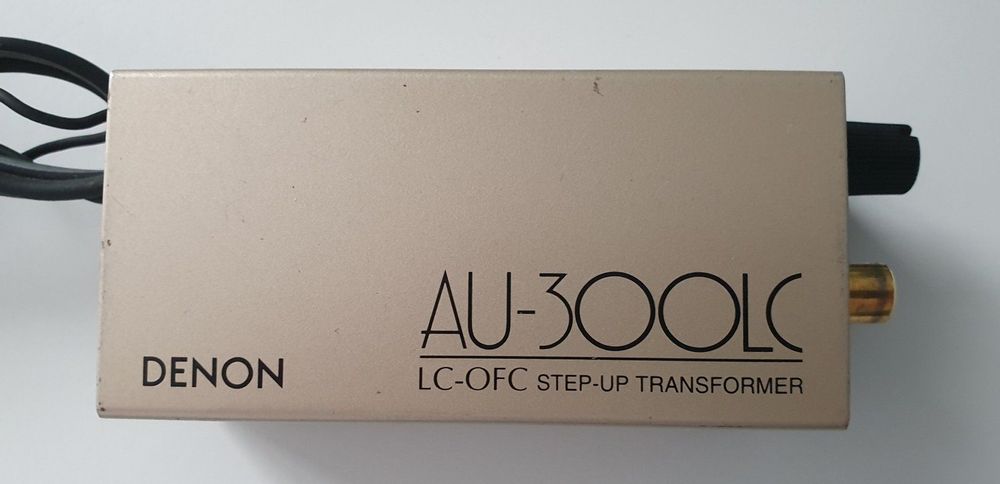 AU-300LC
DENON
LC-OFC STEP-UP TRANSFORMER